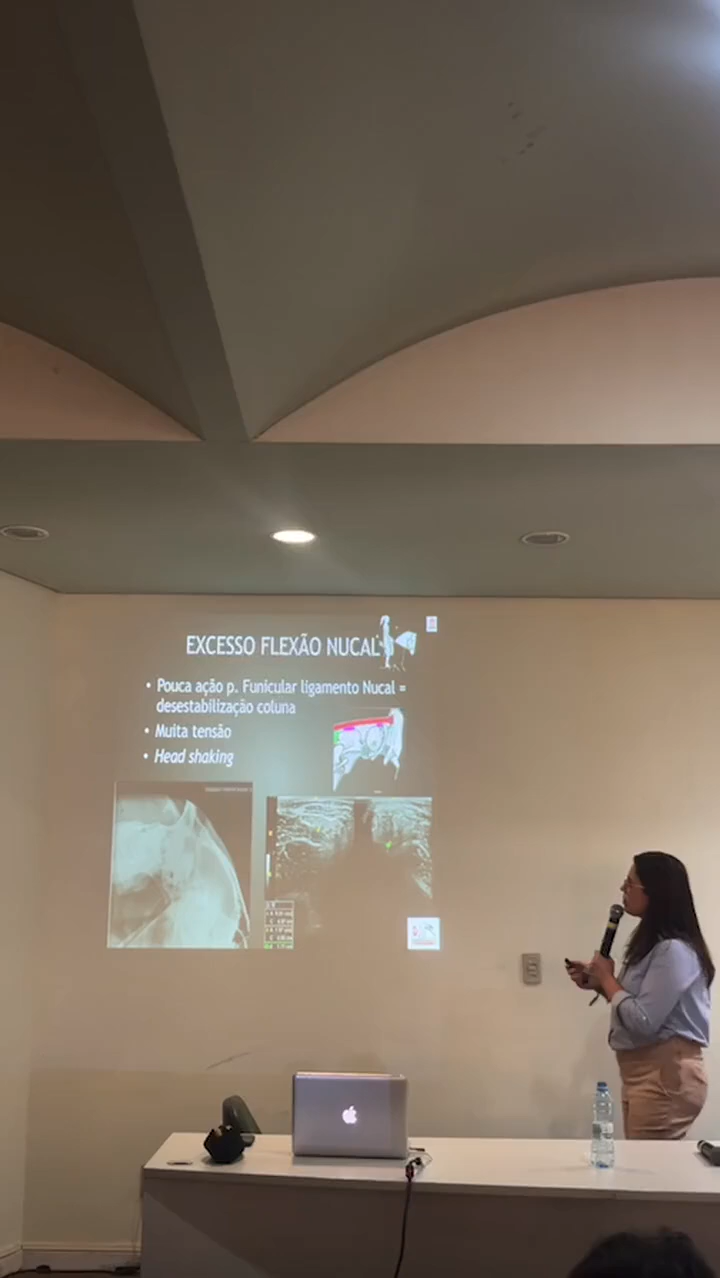 EXCESSO FLEXÃO NUCAL
• Pouca ação p. Funicular ligamento Nucal =
desestabilização coluna
• Muita tensão
• Head shaking